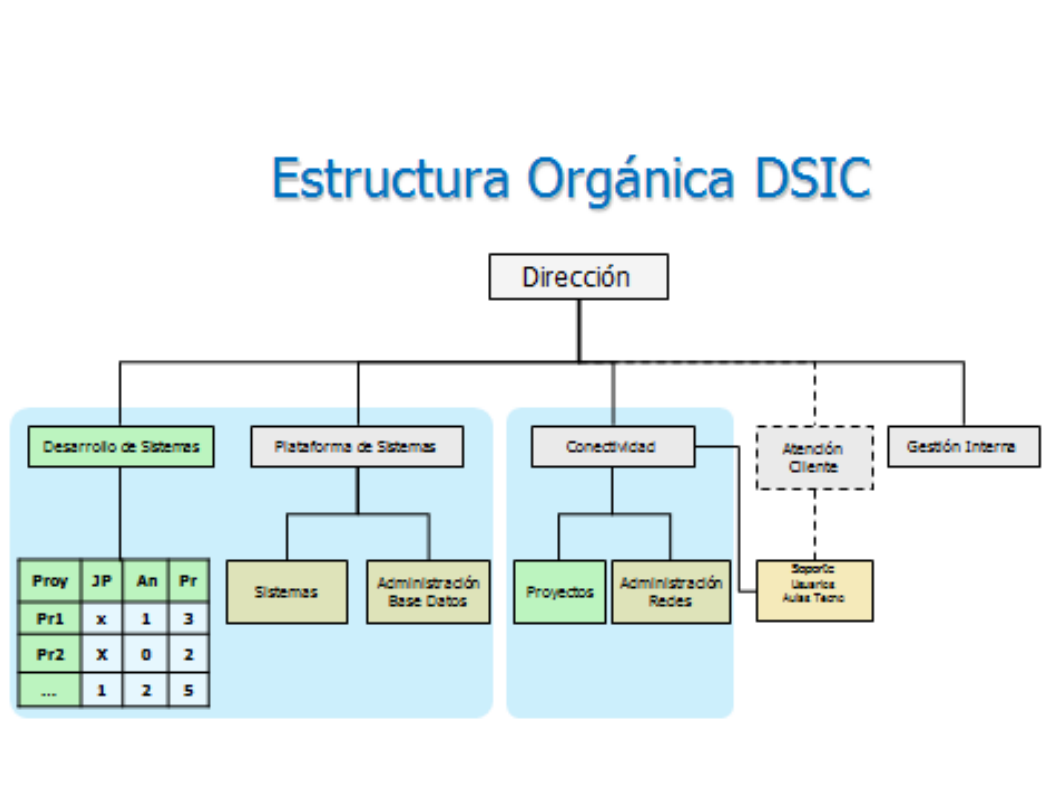 Estructura Orgánica DSIC
Dirección
Desarrollo de Sistemas
Plataforma de Sistemas
Conectividad
Atención
Cliente
Gestión Interna
Proy JP An Pr
Pr1 x 1 3
Pr2 X 0 2
... 1 2 5
Sistemas
Administración
Base Datos
Proyectos
Administración
Redes
Soporte
Usuarios
Aulas Tecno